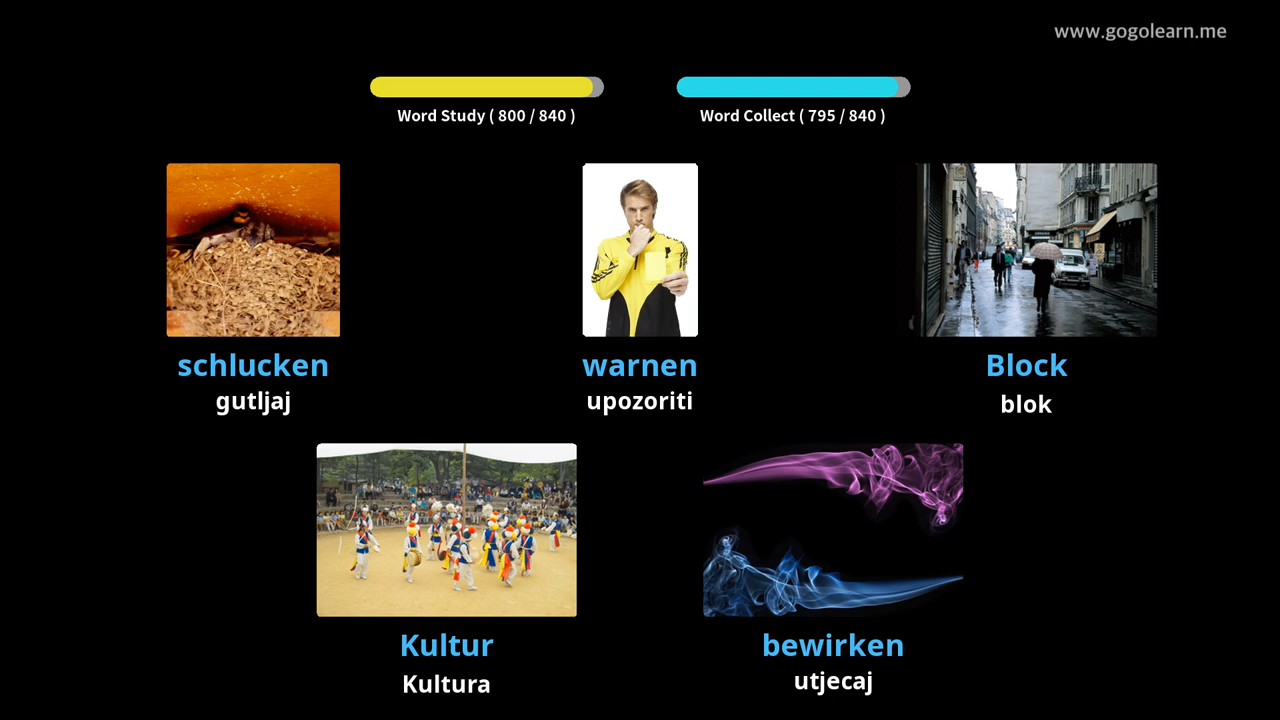 www.gogolearn.me
Word Study ( 800 / 840 )
Word Collect ( 795 / 840 )
schlucken
gutljaj
warnen
upozoriti
Block
blok
Kultur
Kultura
bewirken
utjecaj